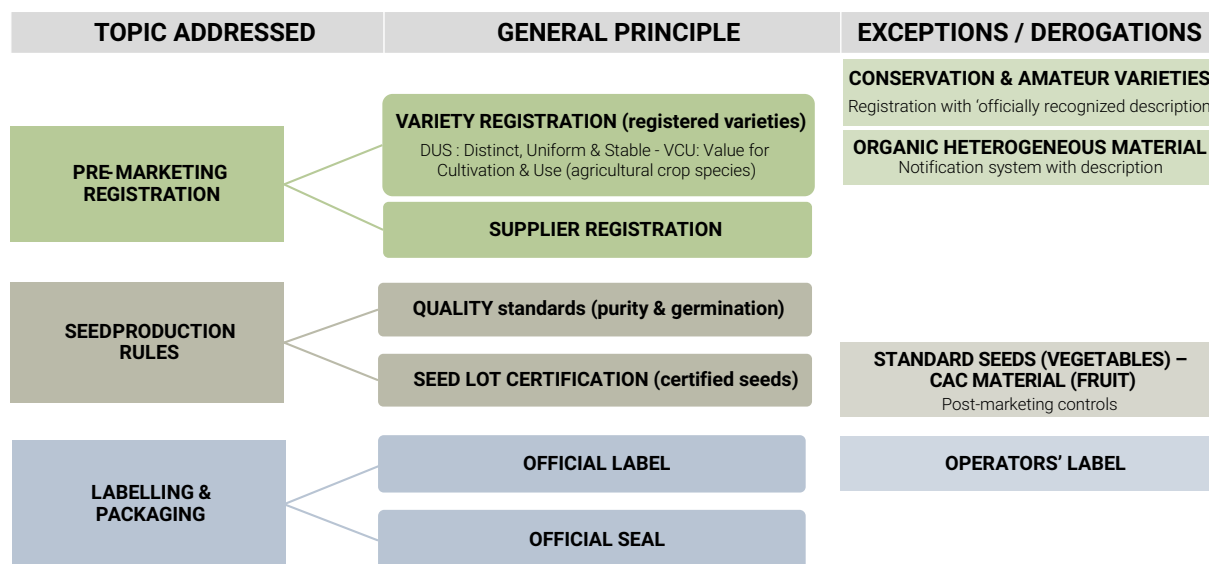 TOPIC ADDRESSED
GENERAL PRINCIPLE
EXCEPTIONS / DEROGATIONS
PRE-MARKETING
REGISTRATION
VARIETY REGISTRATION (registered varieties)
DUS : Distinct, Uniform & Stable - VCU: Value for
Cultivation & Use (agricultural crop species)
SUPPLIER REGISTRATION
CONSERVATION & AMATEUR VARIETIES
Registration with ‘officially recognized description
ORGANIC HETEROGENEOUS MATERIAL
Notification system with description
SEEDPRODUCTION
RULES
QUALITY standards (purity & germination)
SEED LOT CERTIFICATION (certified seeds)
STANDARD SEEDS (VEGETABLES) –
CAC MATERIAL (FRUIT)
Post-marketing controls
LABELLING &
PACKAGING
OFFICIAL LABEL
OFFICIAL SEAL
OPERATORS’ LABEL